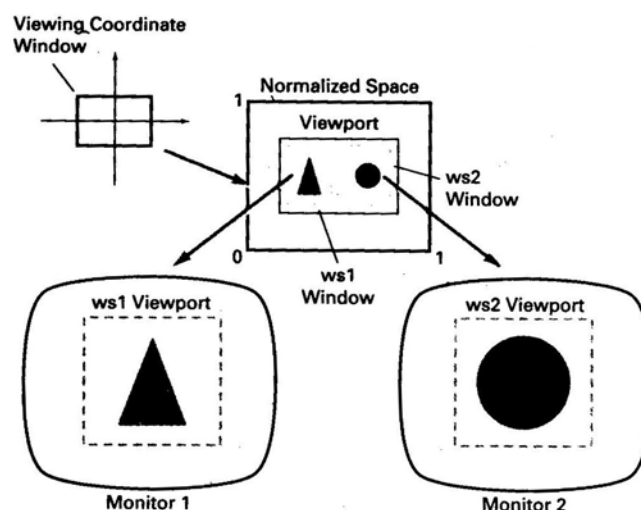 Viewing Coordinate
Window
Normalized Space
1
Viewport
ws2
Window
0
1
ws1
Window
ws1 Viewport
ws2 Viewport
Monitor 1
Monitor 2